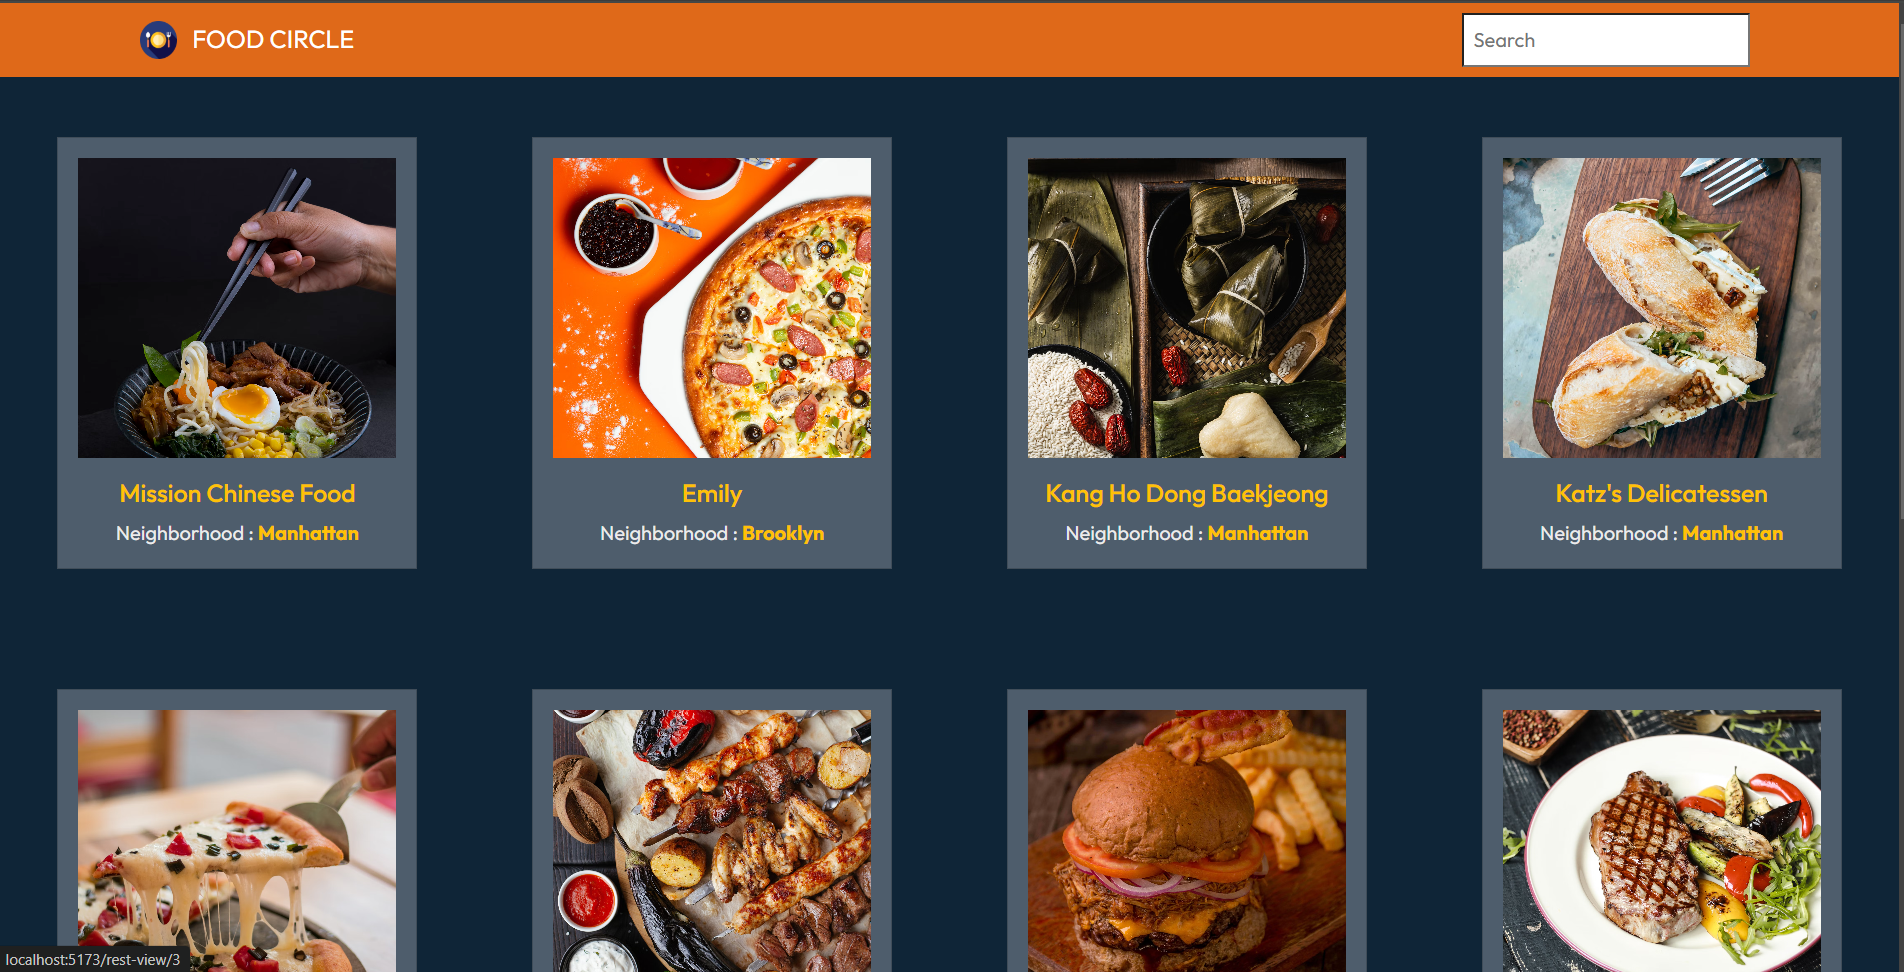 FOOD CIRCLE
Search
Mission Chinese Food
Neighborhood : Manhattan
Emily
Neighborhood : Brooklyn
Kang Ho Dong Baekjeong
Neighborhood : Manhattan
Katz's Delicatessen
Neighborhood : Manhattan
localhost:5173/rest-view/3